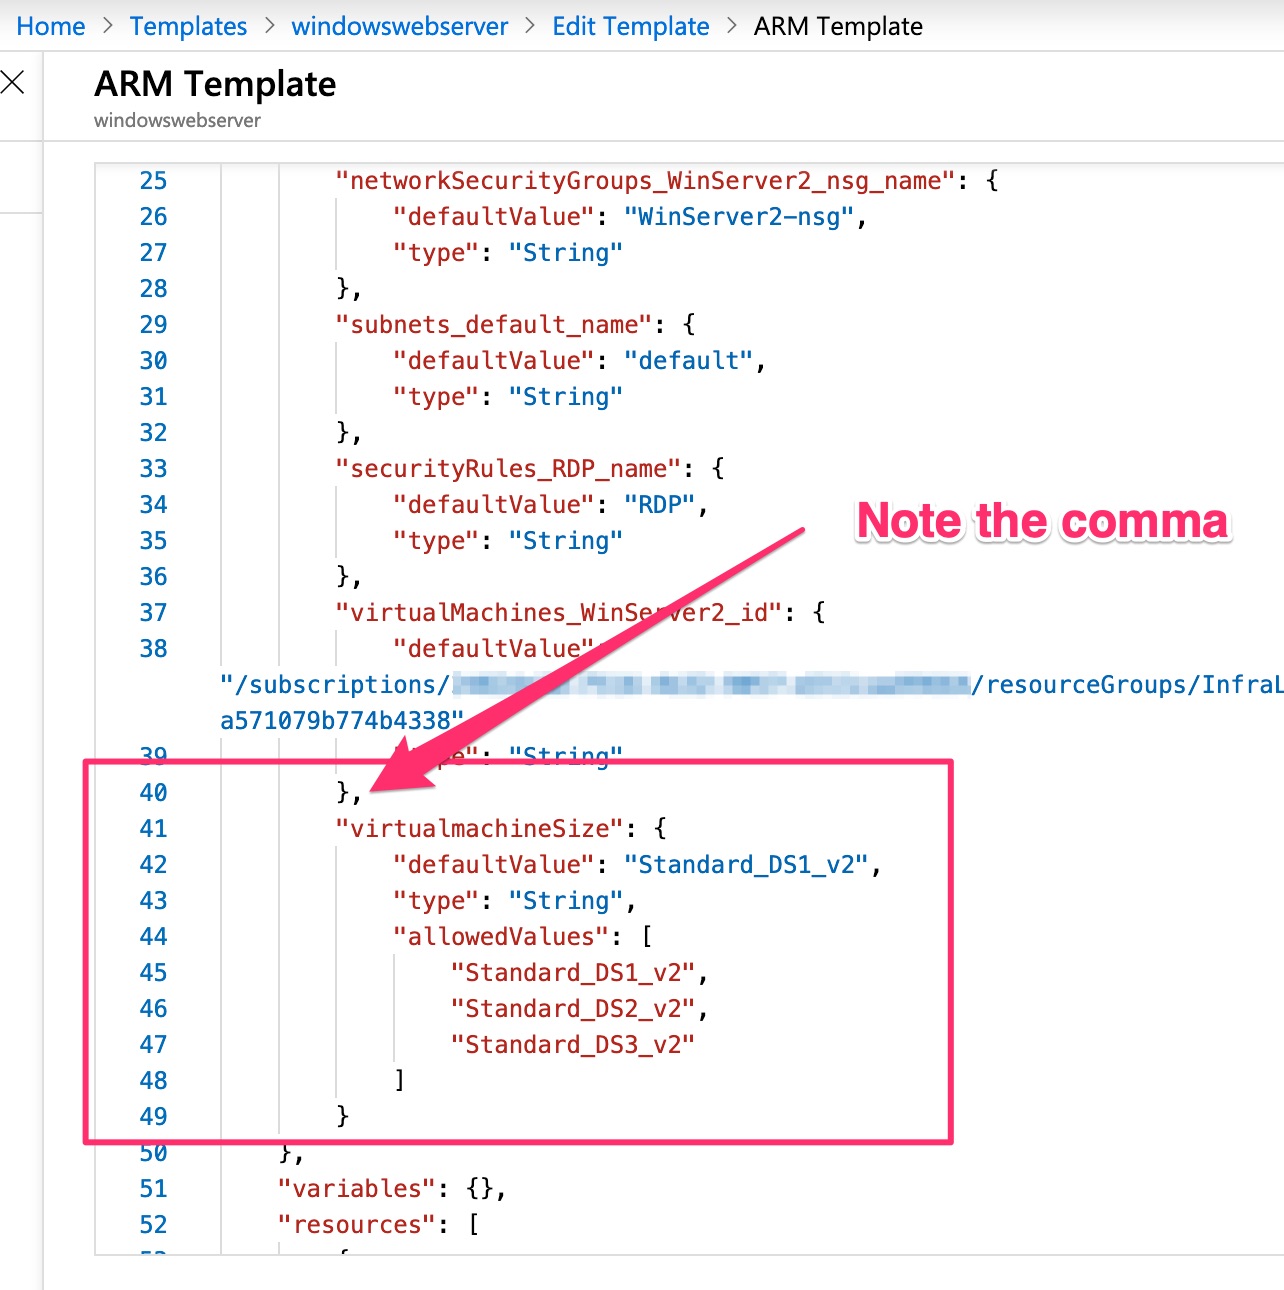 Home > Templates > windowswebserver > Edit Template > ARM Template
ARM Template
windowswebserver
25 "networkSecurityGroups_WinServer2_nsg_name": {
26 "defaultValue": "WinServer2-nsg",
27 "type": "String"
28 },
29 "subnets_default_name": {
30 "defaultValue": "default",
31 "type": "String"
32 },
33 "securityRules_RDP_name": {
34 "defaultValue": "RDP",
Note the comma
35 "type": "String"
36 },
37 "virtualMachines_WinServer2_id": {
38 "defaultValue":
"/subscriptions/ /resourceGroups/InfraL
a571079b774b4338"
39 "type": "String"
40 },
41 "virtualmachineSize": {
42 "defaultValue": "Standard_DS1_v2",
43 "type": "String",
44 "allowedValues": [
45 "Standard_DS1_v2",
46 "Standard_DS2_v2",
47 "Standard_DS3_v2"
48 ]
49 }
50 },
51 "variables": {},
52 "resources": [